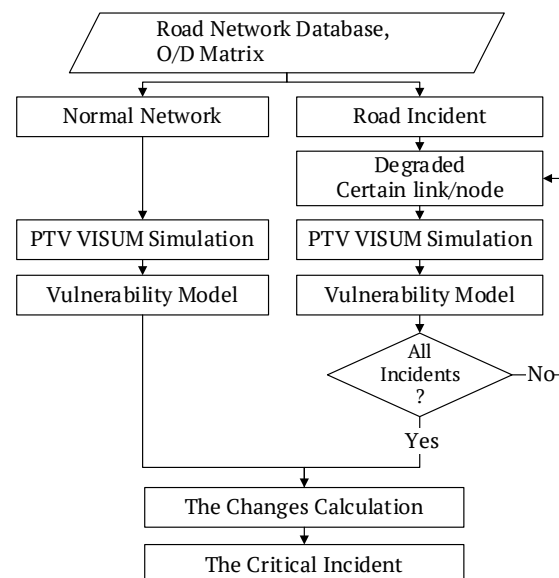 Road Network Database,
O/D Matrix
Normal Network
Road Incident
Degraded
Certain link/node
PTV VISUM Simulation
PTV VISUM Simulation
Vulnerability Model
Vulnerability Model
All
Incidents
?
No
Yes
The Changes Calculation
The Critical Incident